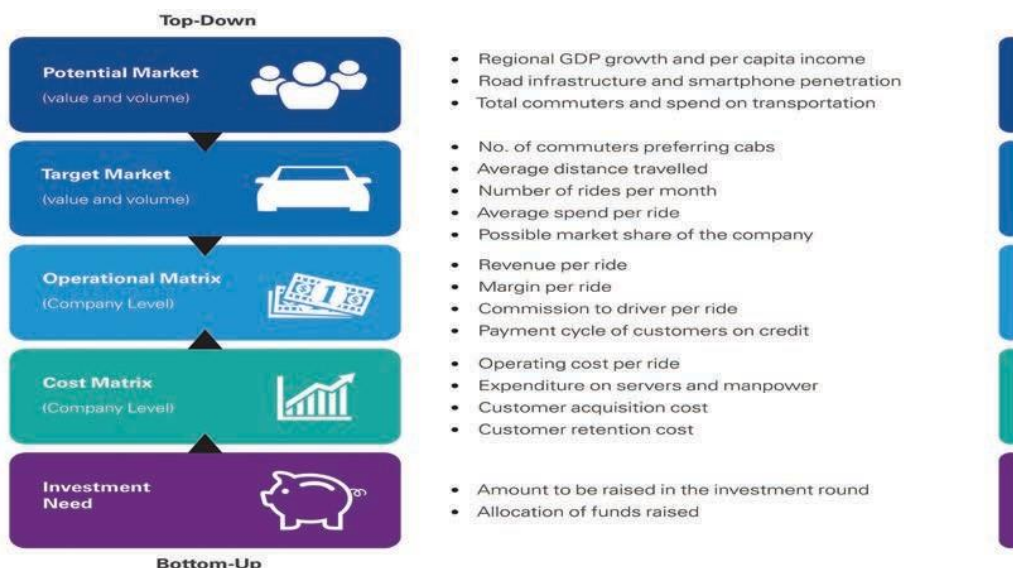 Top-Down
Potential Market
(value and volume)
• Regional GDP growth and per capita income
• Road infrastructure and smartphone penetration
• Total commuters and spend on transportation
Target Market
(value and volume)
• No. of commuters preferring cabs
• Average distance travelled
• Number of rides per month
• Average spend per ride
• Possible market share of the company
Operational Matrix
(Company Level)
1
• Revenue per ride
• Margin per ride
• Commission to driver per ride
• Payment cycle of customers on credit
Cost Matrix
(Company Level)
• Operating cost per ride
• Expenditure on servers and manpower
• Customer acquisition cost
• Customer retention cost
Investment
Need
• Amount to be raised in the investment round
• Allocation of funds raised
Bottom-Up